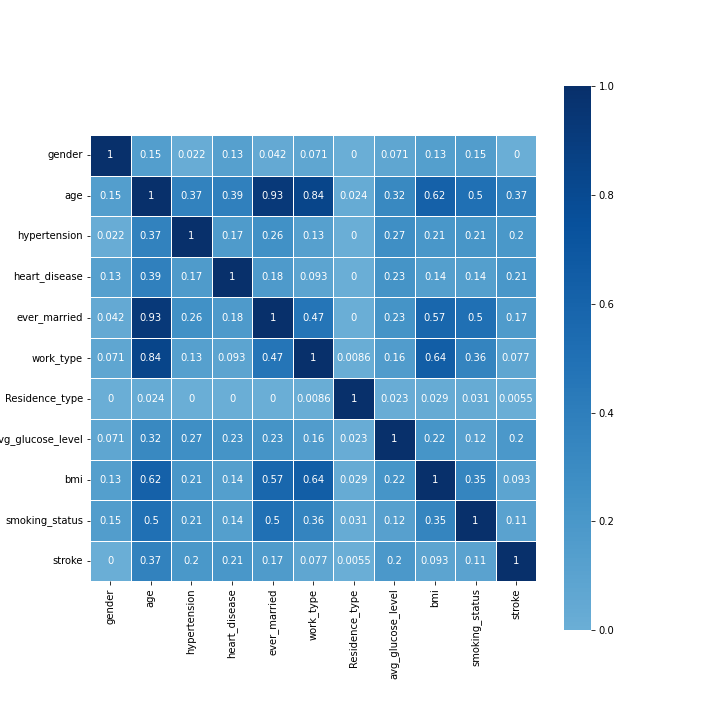 1.0
gender 1 0.15 0.022 0.13 0.042 0.071 0 0.071 0.13 0.15 0
age 0.15 1 0.37 0.39 0.93 0.84 0.024 0.32 0.62 0.5 0.37
0.8
hypertension 0.022 0.37 1 0.17 0.26 0.13 0 0.27 0.21 0.21 0.2
heart_disease 0.13 0.39 0.17 1 0.18 0.093 0 0.23 0.14 0.14 0.21
0.6
ever_married 0.042 0.93 0.26 0.18 1 0.47 0 0.23 0.57 0.5 0.17
work_type 0.071 0.84 0.13 0.093 0.47 1 0.0086 0.16 0.64 0.36 0.077
Residence_type 0 0.024 0 0 0 0.0086 1 0.023 0.029 0.031 0.0055
0.4
vg_glucose_level 0.071 0.32 0.27 0.23 0.23 0.16 0.023 1 0.22 0.12 0.2
bmi 0.13 0.62 0.21 0.14 0.57 0.64 0.029 0.22 1 0.35 0.093
smoking_status 0.15 0.5 0.21 0.14 0.5 0.36 0.031 0.12 0.35 1 0.11
0.2
stroke 0 0.37 0.2 0.21 0.17 0.077 0.0055 0.2 0.093 0.11 1
0.0
gender
age
hypertension
heart_disease
ever_married
work_type
Residence_type
avg_glucose_level
bmi
smoking_status
stroke